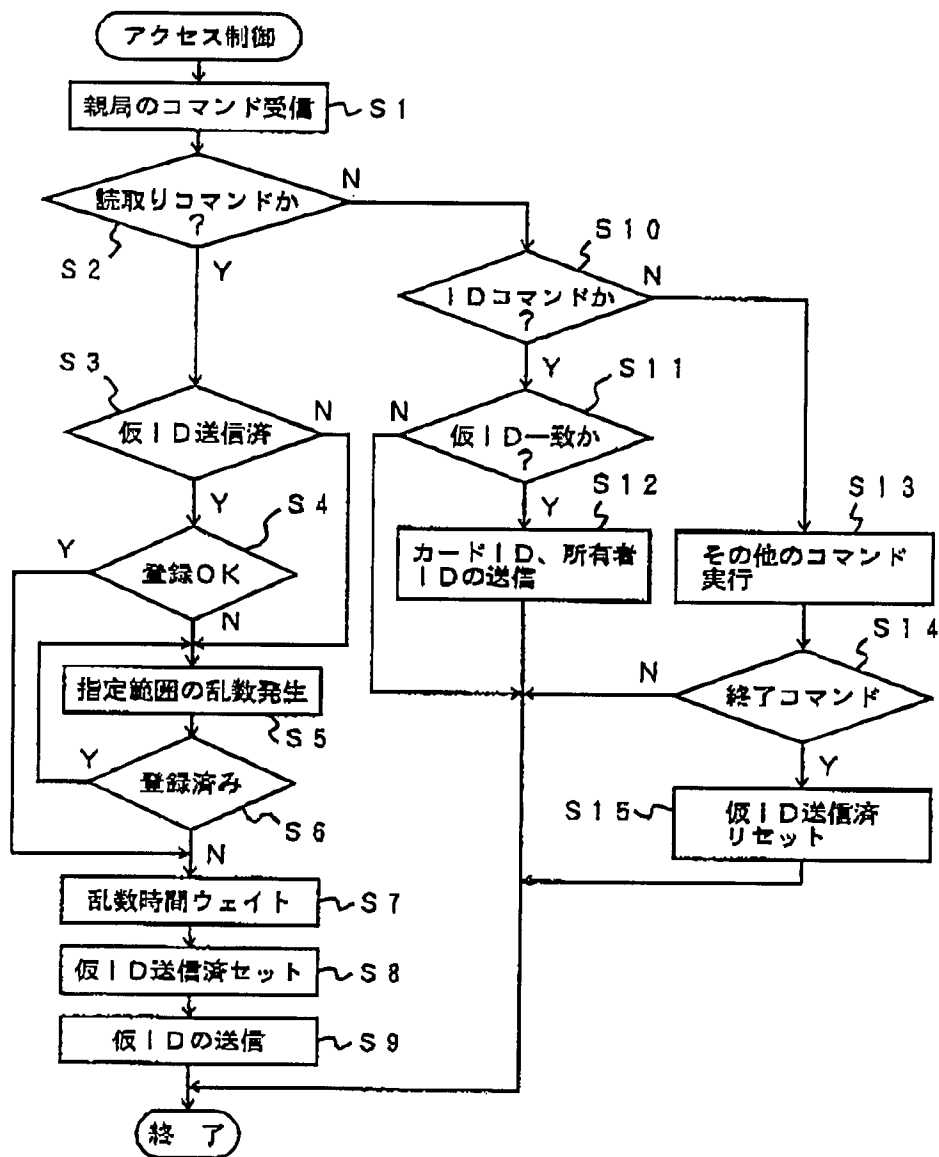 アクセス制御
親局のコマンド受信
S1
読取りコマンドか
?
N
S2
Y
S10
IDコマンドか
?
N
Y
S3
仮ID送信済
N
Y
S11
N
仮ID一致か
?
Y
S4
Y
登録OK
N
S12
カードID、所有者
IDの送信
S13
その他のコマンド
実行
S14
N
終了コマンド
Y
指定範囲の乱数発生
S5
Y
登録済み
S6
N
S15
仮ID送信済
リセット
乱数時間ウェイト
S7
仮ID送信済セット
S8
仮IDの送信
S9
終了